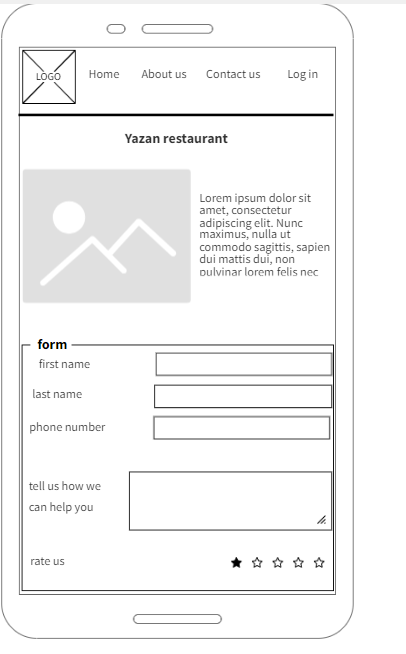 LOGO Home About us Contact us Log in
Yazan restaurant
Lorem ipsum dolor sit
amet, consectetur
adipiscing elit. Nunc
maximus, nulla ut
commodo sagittis, sapien
dui mattis dui, non
pulvinar lorem felis nec
form
first name
last name
phone number
tell us how we
can help you
rate us